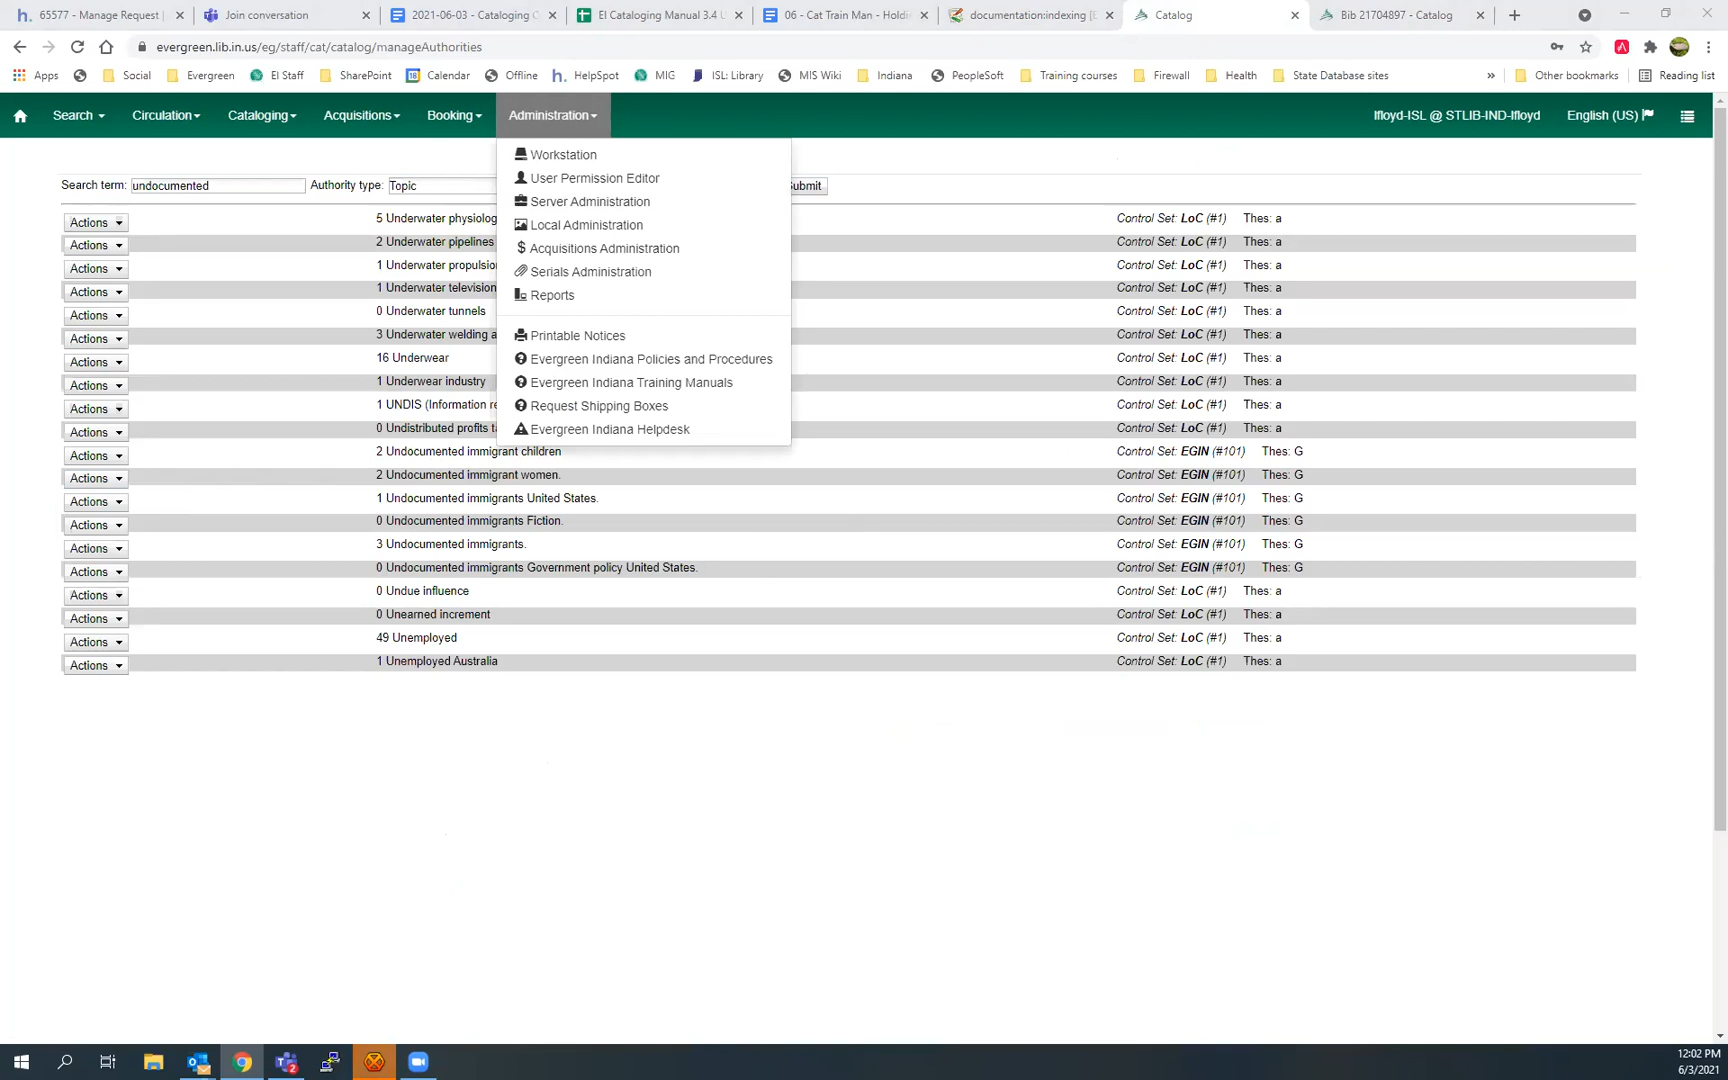 65577 - Manage Request |
Join conversation
2021-06-03 - Cataloging C
EI Cataloging Manual 3.4 U
06 - Cat Train Man - Holdi
documentation:indexing [E
Catalog
Bib 21704897 - Catalog
evergreen.lib.in.us/eg/staff/cat/catalog/manageAuthorities
Apps
Social
Evergreen
EI Staff
SharePoint
Calendar
Offline
HelpSpot
MIG
ISL: Library
MIS Wiki
Indiana
PeopleSoft
Training courses
Firewall
Health
State Database sites
»
Other bookmarks
Reading list
Search
Circulation
Cataloging
Acquisitions
Booking
Administration
lfloyd-ISL @ STLIB-IND-lfloyd
English (US)
Workstation
User Permission Editor
Server Administration
Local Administration
Acquisitions Administration
Serials Administration
Reports
Printable Notices
Evergreen Indiana Policies and Procedures
Evergreen Indiana Training Manuals
Request Shipping Boxes
Evergreen Indiana Helpdesk
Search term: undocumented Authority type: Topic ubmit
Actions 5 Underwater physiolog Control Set: LoC (#1) Thes: a
Actions 2 Underwater pipelines Control Set: LoC (#1) Thes: a
Actions 1 Underwater propulsion Control Set: LoC (#1) Thes: a
Actions 1 Underwater television Control Set: LoC (#1) Thes: a
Actions 0 Underwater tunnels Control Set: LoC (#1) Thes: a
Actions 3 Underwater welding a Control Set: LoC (#1) Thes: a
Actions 16 Underwear Control Set: LoC (#1) Thes: a
Actions 1 Underwear industry Control Set: LoC (#1) Thes: a
Actions 1 UNDIS (Information re Control Set: LoC (#1) Thes: a
Actions 0 Undistributed profits ta Control Set: LoC (#1) Thes: a
Actions 2 Undocumented immigrant children Control Set: EGIN (#101) Thes: G
Actions 2 Undocumented immigrant women. Control Set: EGIN (#101) Thes: G
Actions 1 Undocumented immigrants United States. Control Set: EGIN (#101) Thes: G
Actions 0 Undocumented immigrants Fiction. Control Set: EGIN (#101) Thes: G
Actions 3 Undocumented immigrants. Control Set: EGIN (#101) Thes: G
Actions 0 Undocumented immigrants Government policy United States. Control Set: EGIN (#101) Thes: G
Actions 0 Undue influence Control Set: LoC (#1) Thes: a
Actions 0 Unearned increment Control Set: LoC (#1) Thes: a
Actions 49 Unemployed Control Set: LoC (#1) Thes: a
Actions 1 Unemployed Australia Control Set: LoC (#1) Thes: a
12:02 PM
6/3/2021